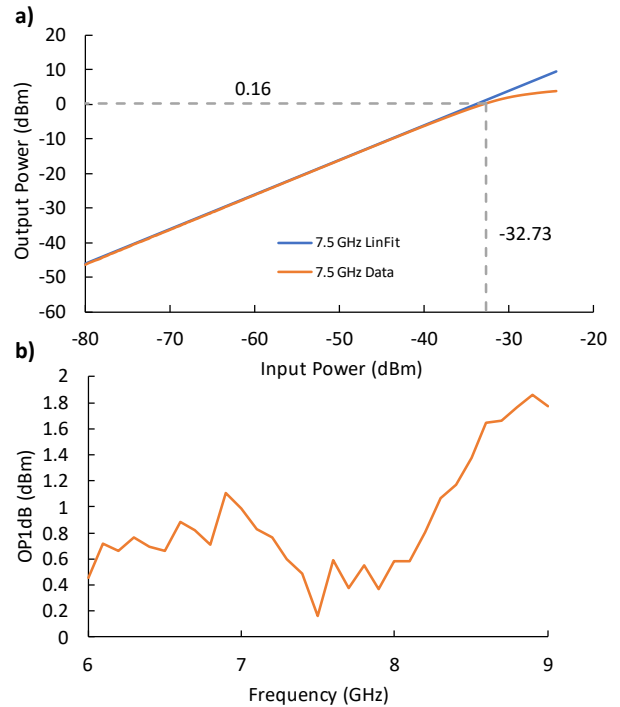 a)
20
10
0
-10
-20
-30
-40
-50
-60
Output Power (dBm)
0.16
-32.73
7.5 GHz LinFit
7.5 GHz Data
-80 -70 -60 -50 -40 -30 -20
Input Power (dBm)
b)
2
1.8
1.6
1.4
1.2
1
0.8
0.6
0.4
0.2
0
OP1dB (dBm)
6 7 8 9
Frequency (GHz)